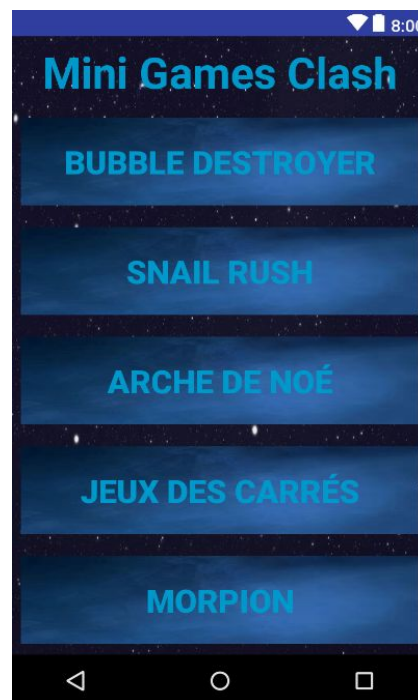 8:00
Mini Games Clash
BUBBLE DESTROYER
SNAIL RUSH
ARCHE DE NOÉ
JEUX DES CARRÉS
MORPION